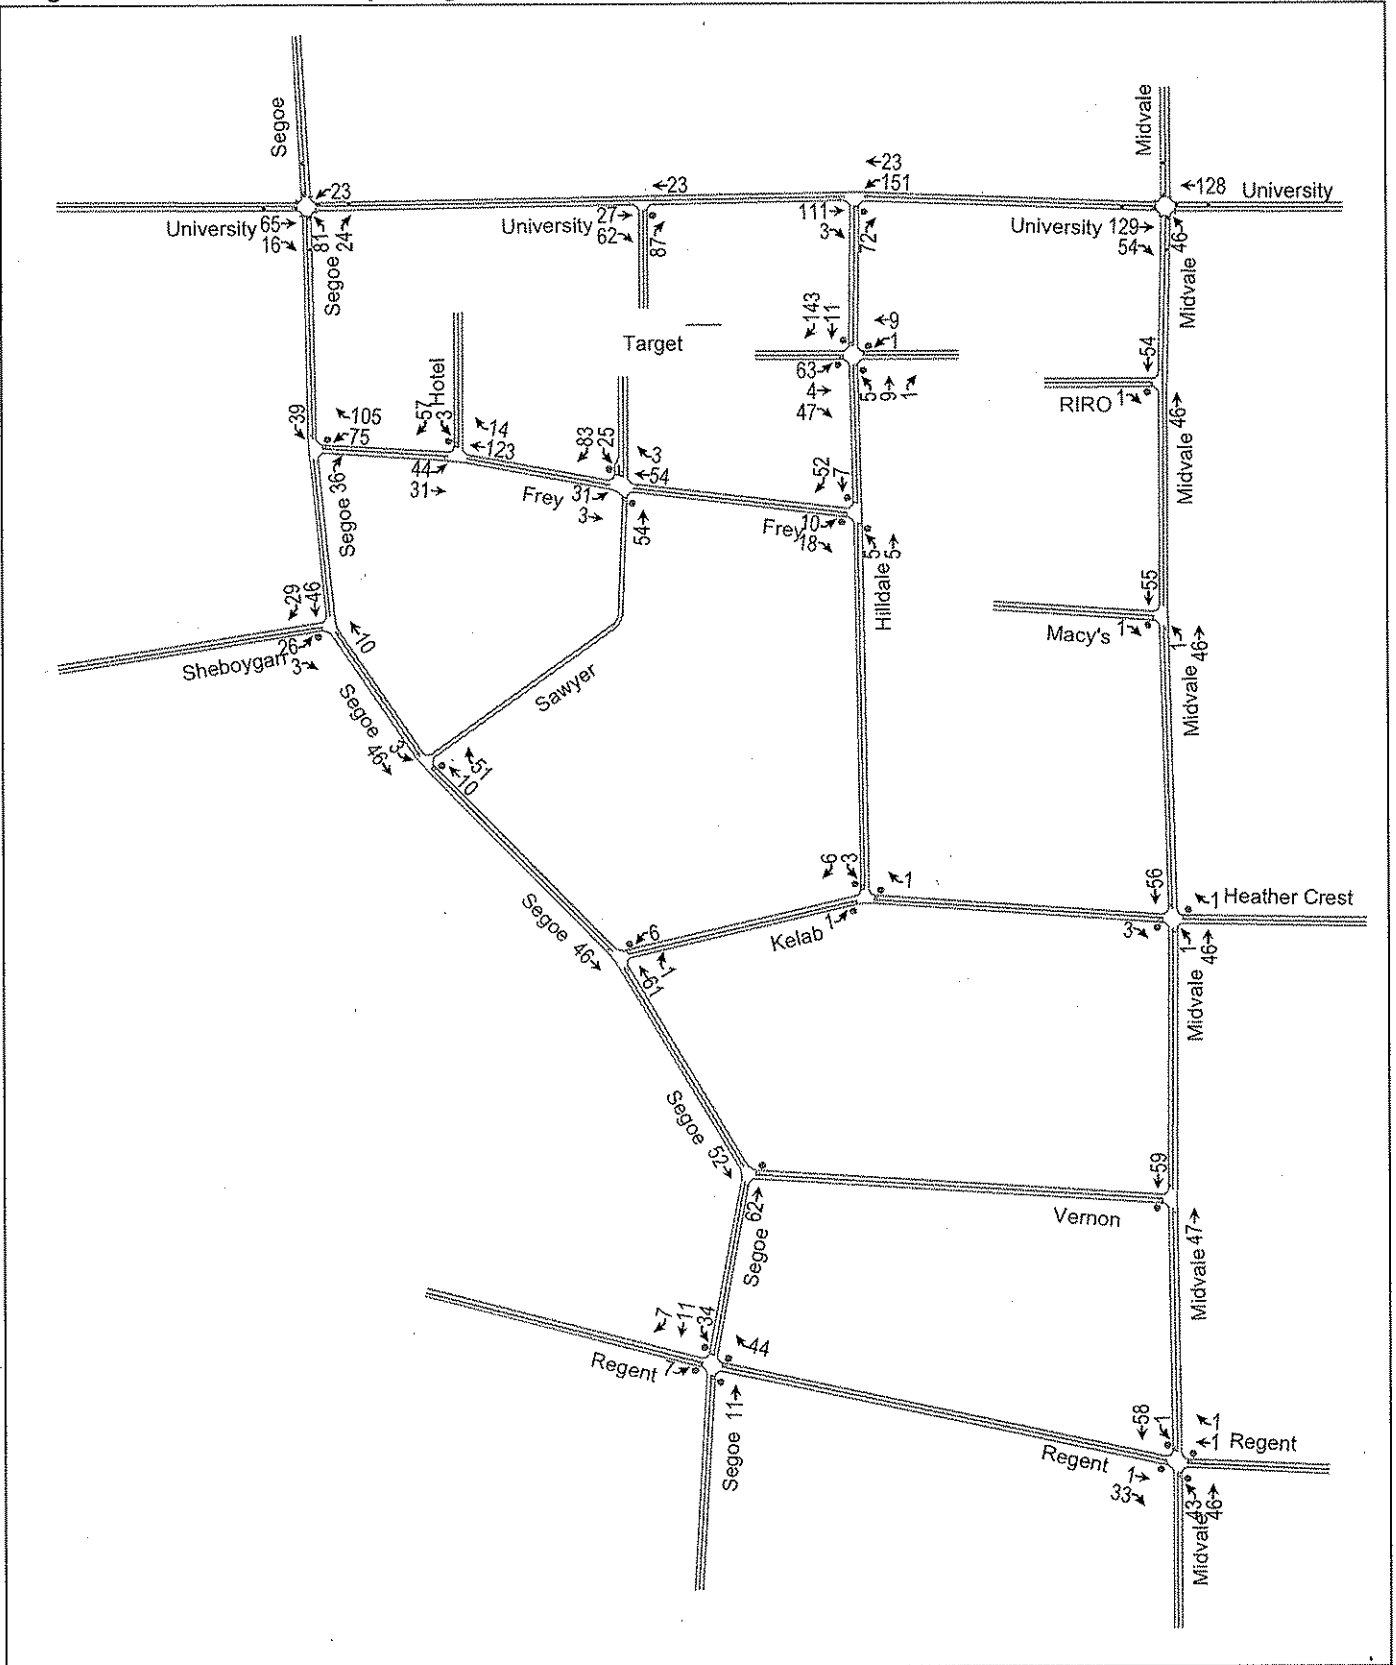 Segoe
Midvale
←23
←23
←151
←128 University
University 65→
16→
81
24
University 27→
62→
87
111→
3→
72
University 129→
54→
46
Segoe
Midvale
Target
143
11
←9
1
63
4→
47
5
9→
1
←54
RIRO 1
Midvale 46→
Hotel
39
105
75
57
3
14
←123
44
31→
83
25
3
←54
Frey 31
3→
54→
52
7
Frey 10
18
5
5→
Segoe 36
Hilldale
29
←46
Sheboygan 26
3
10
←55
Macy's 1
1
46→
Midvale
Sawyer
Segoe 46→
3
51
←10
6
3
1
←56
1 Heather Crest
Kelab 1
3
1
46→
Midvale
Segoe 46→
6
1
←61
Segoe 52→
Segoe 62→
←59
Vernon
Midvale 47→
7
←11
34
44
Regent 7
Segoe 11→
←58
1
1
←1 Regent
Regent 1→
33
43
46→
Midvale